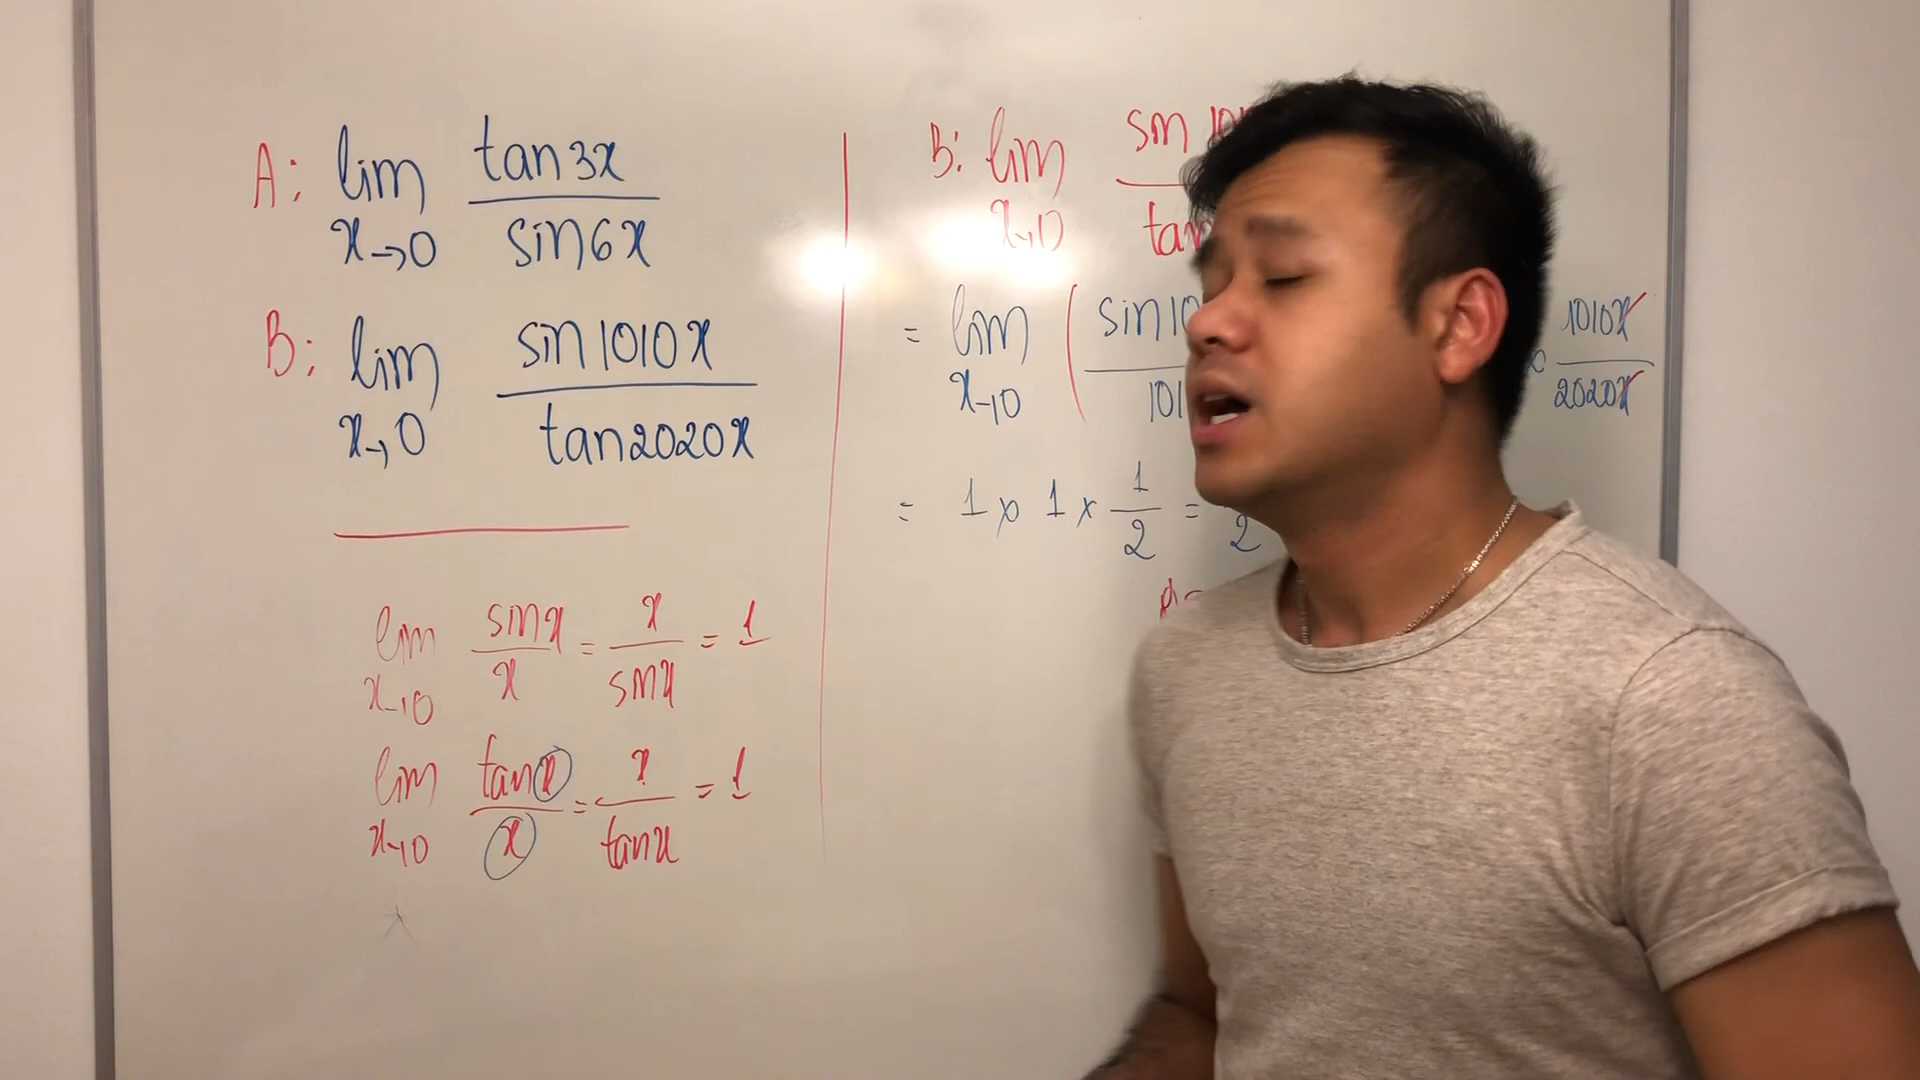 A: lim tan3x / sin6x
x→0
B: lim sin1010x / tan2020x
x→0
lim sinx / x = x / sinx = 1
x→0
lim tanx / x = x / tanx = 1
x→0
B: lim
x→0
= lim ( 1010x / 2020x
x→0
= 1 x 1 x 1/2 =